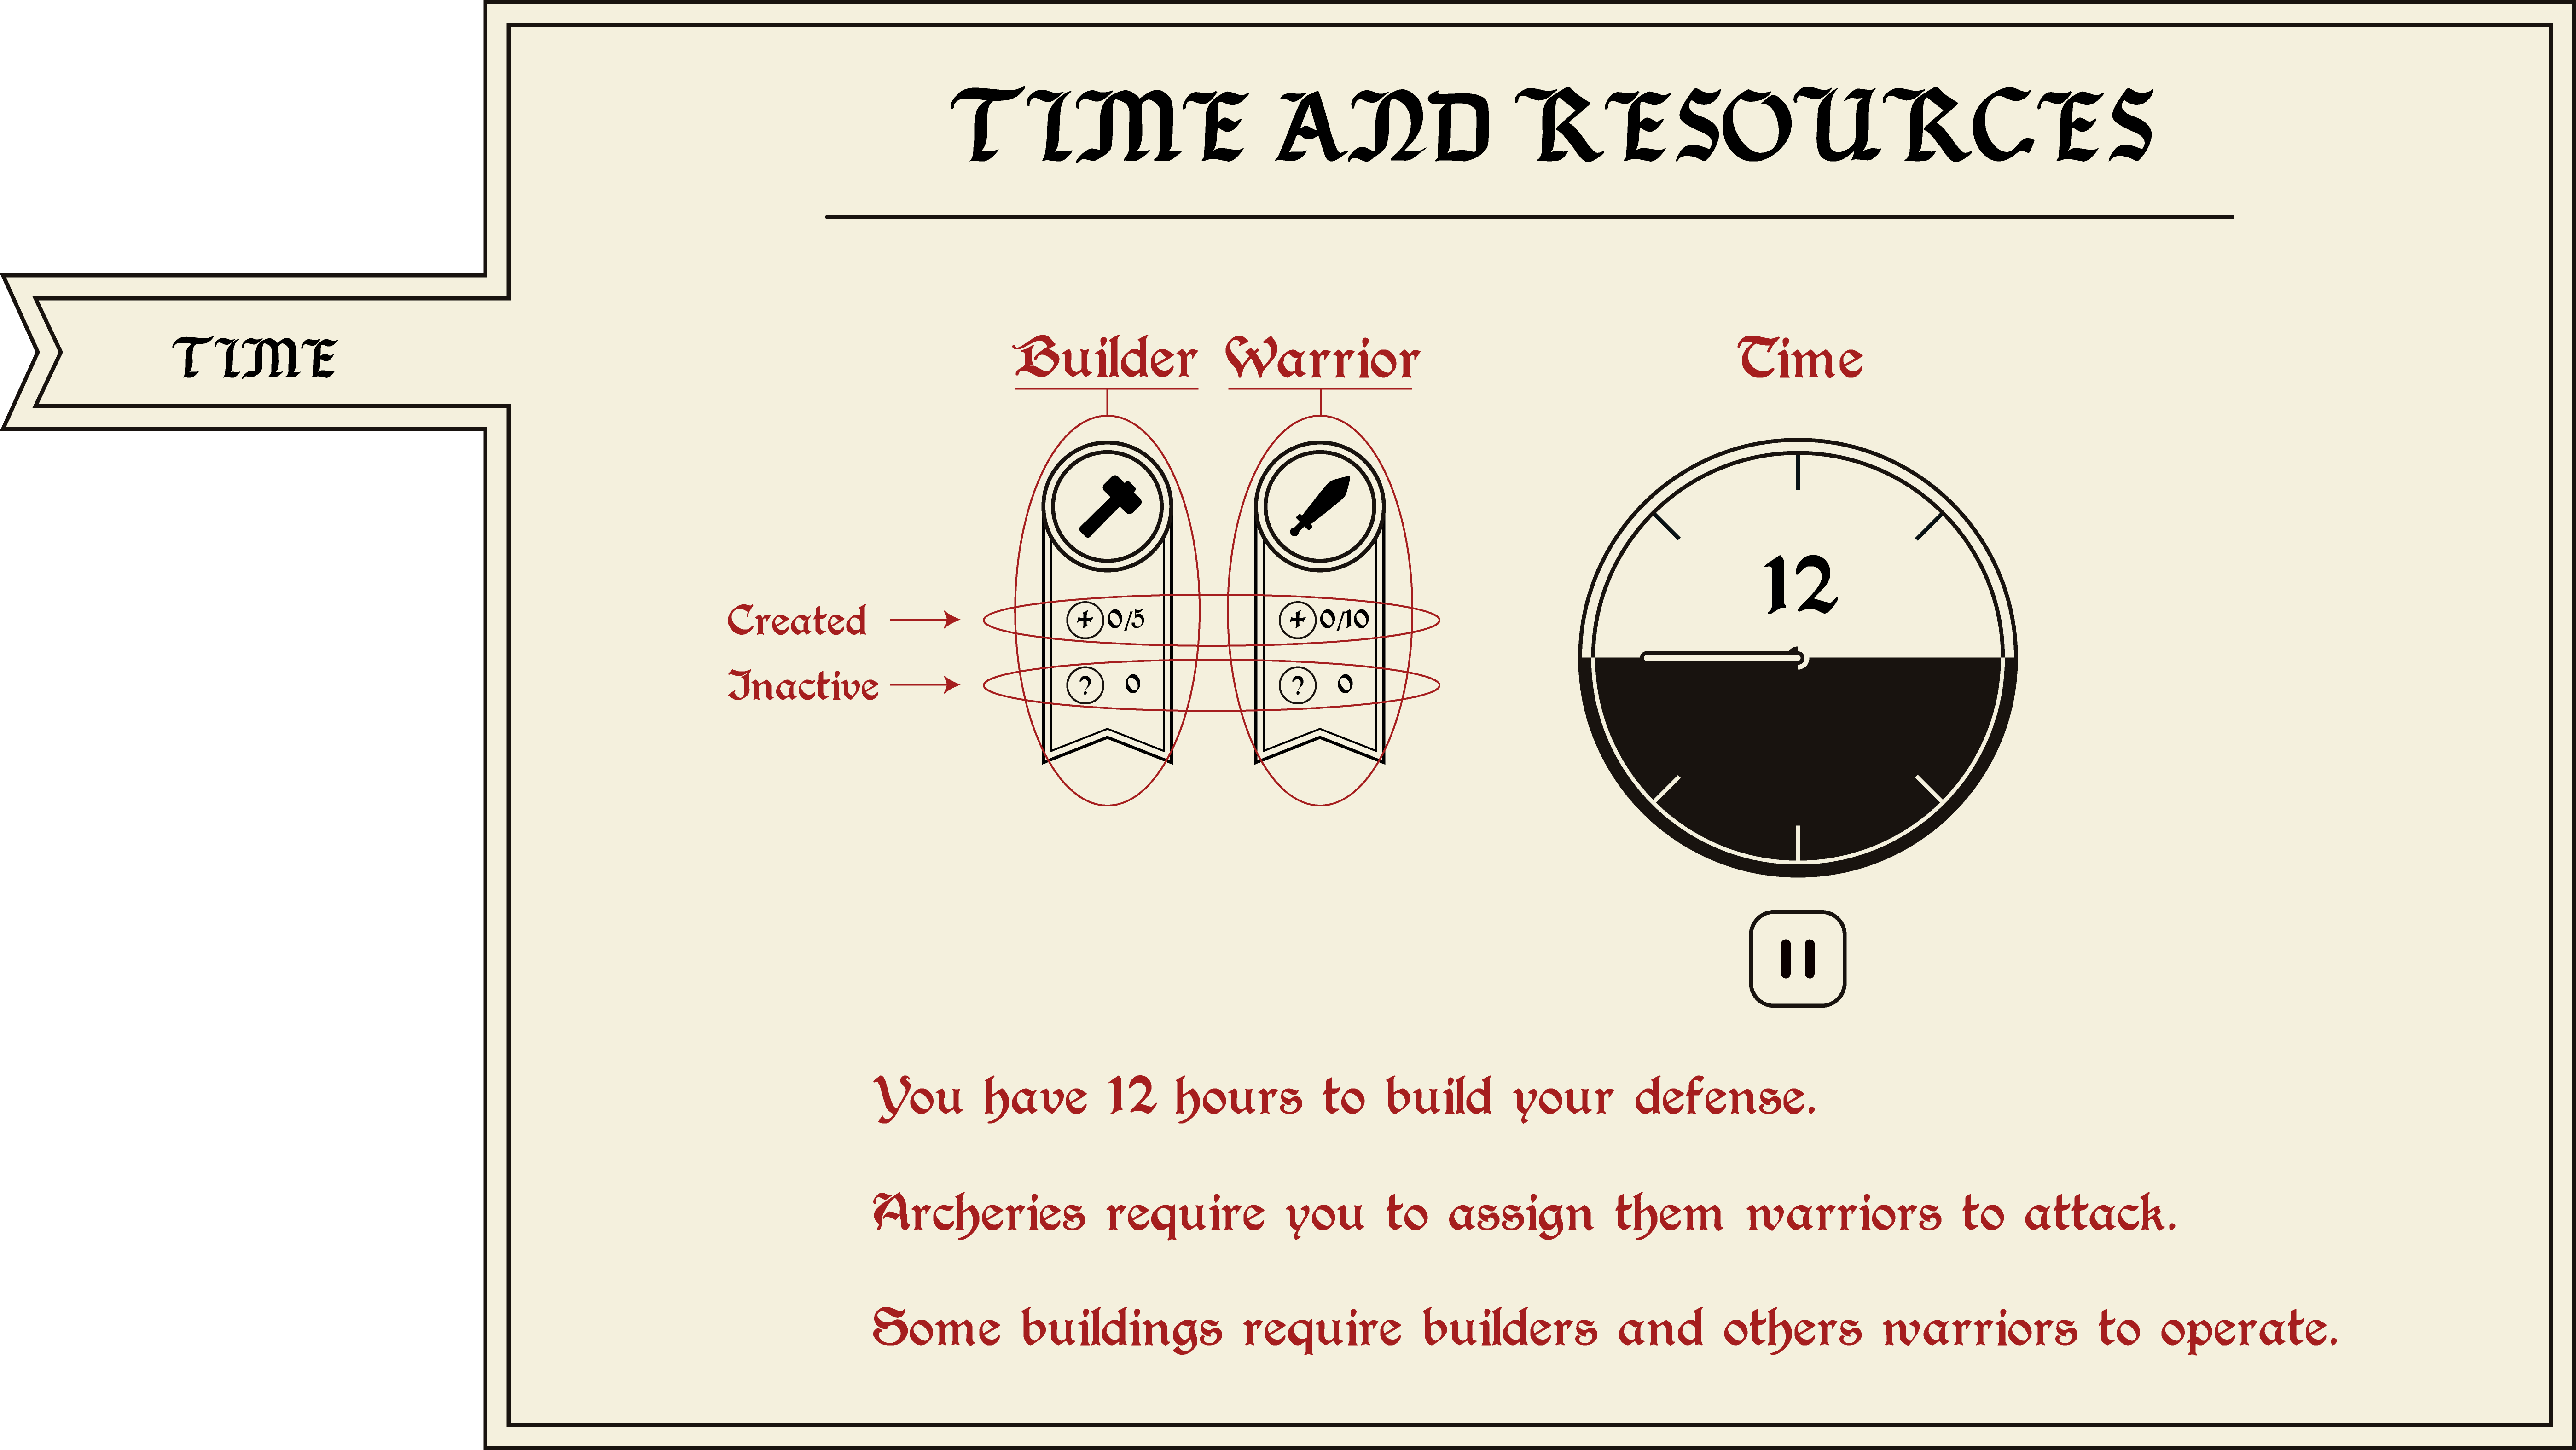 TIME AND RESOURCES
TIME
Builder Warrior Time
12
Created + 0/5 + 0/10
Inactive ? 0 ? 0
You have 12 hours to build your defense.
Archeries require you to assign them warriors to attack.
Some buildings require builders and others warriors to operate.